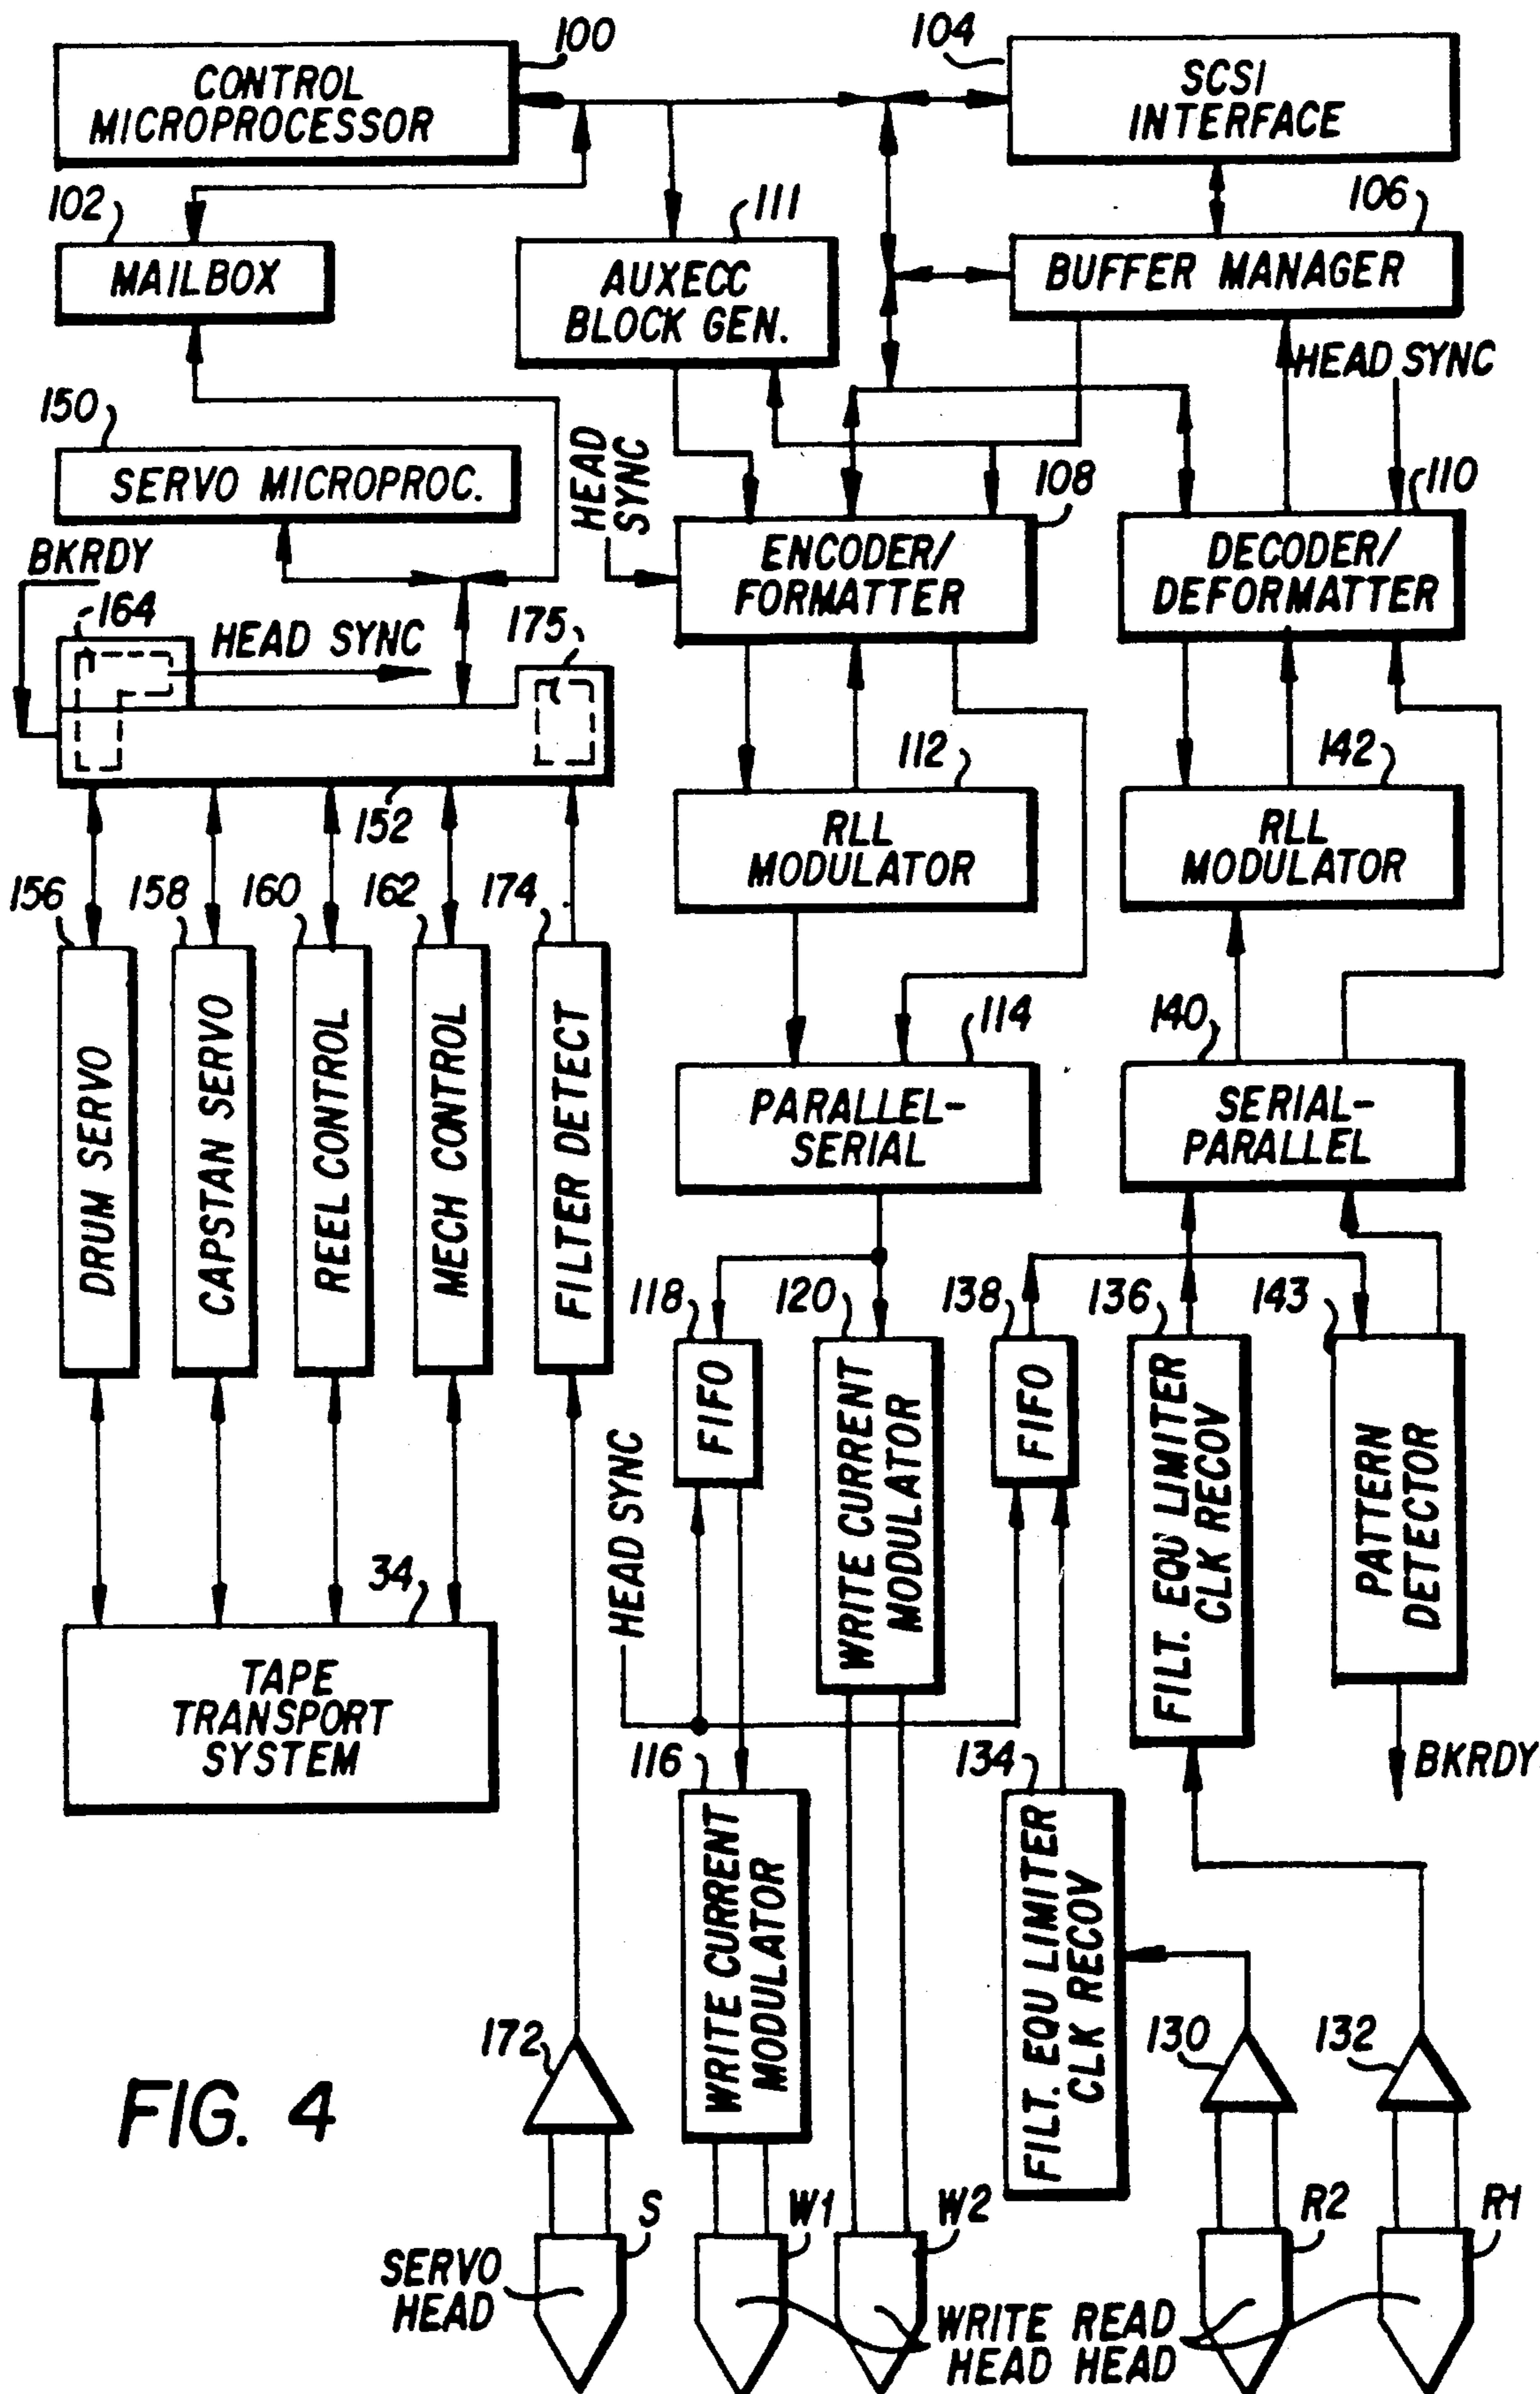 100
CONTROL
MICROPROCESSOR
104
SCSI
INTERFACE
102
MAILBOX
111
AUXECC
BLOCK GEN.
106
BUFFER MANAGER
HEAD SYNC
150
SERVO MICROPROC.
HEAD
SYNC
108
ENCODER/
FORMATTER
110
DECODER/
DEFORMATTER
BKRDY
164
HEAD SYNC
175
152
112
RLL
MODULATOR
142
RLL
MODULATOR
156
158
160
162
174
DRUM SERVO
CAPSTAN SERVO
REEL CONTROL
MECH CONTROL
FILTER DETECT
114
PARALLEL-
SERIAL
140
SERIAL-
PARALLEL
118
FIFO
120
WRITE CURRENT
MODULATOR
138
FIFO
136
FILT. EQU LIMITER
CLK RECOV
143
PATTERN
DETECTOR
HEAD SYNC
34
TAPE
TRANSPORT
SYSTEM
116
WRITE CURRENT
MODULATOR
134
FILT. EQU LIMITER
CLK RECOV
BKRDY
172
130
132
FIG. 4
S
W1
W2
R2
R1
SERVO
HEAD
WRITE READ
HEAD HEAD